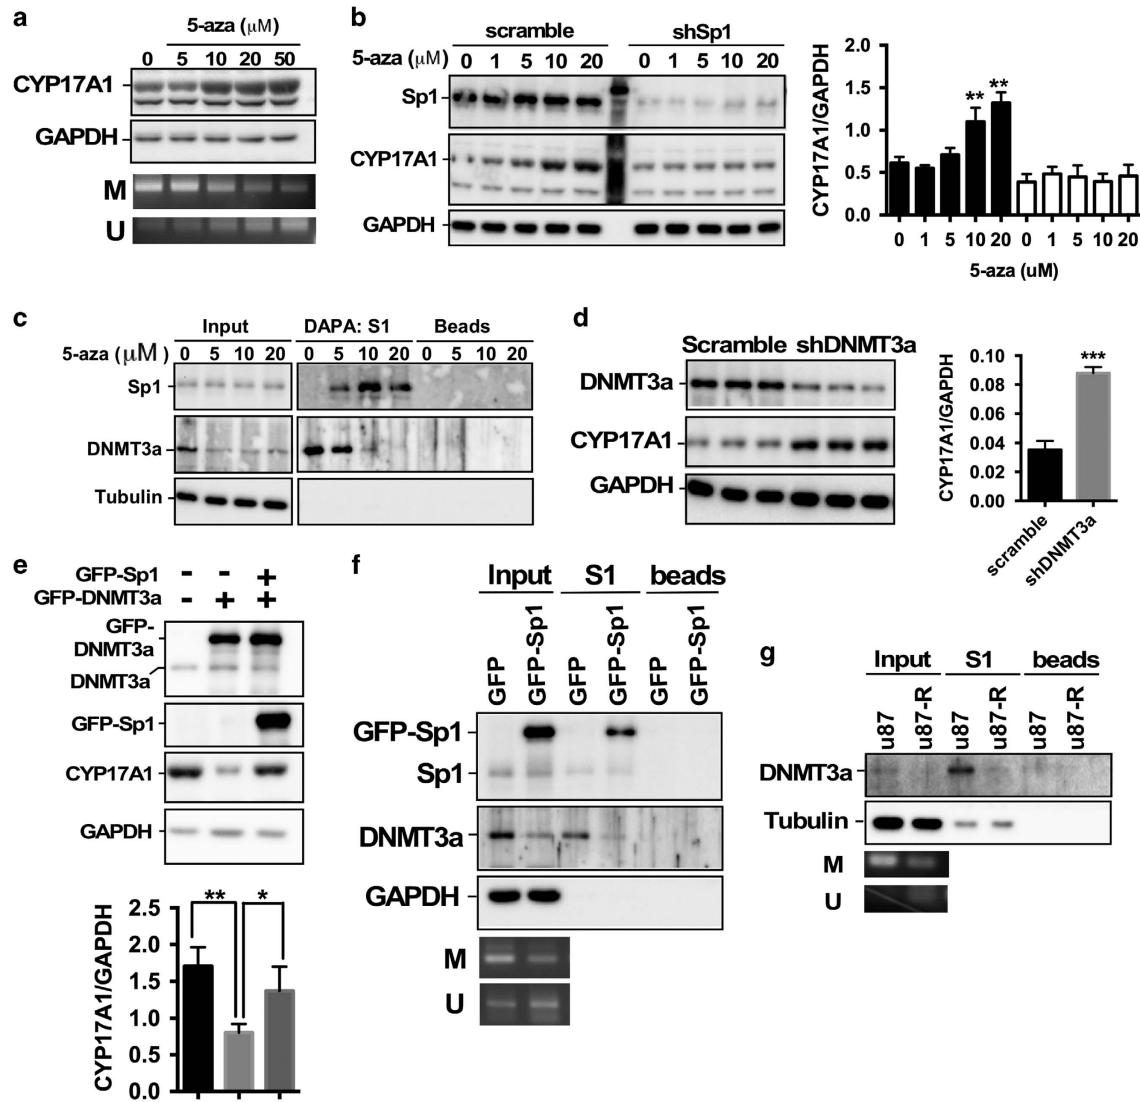 a
5-aza (µM)
0 5 10 20 50
CYP17A1
GAPDH
M
U
b
scramble shSp1
5-aza (µM) 0 1 5 10 20 0 1 5 10 20
Sp1
CYP17A1
GAPDH
CYP17A1/GAPDH
2.0
1.5
1.0
0.5
0.0
** **
0 1 5 10 20 0 1 5 10 20
5-aza (uM)
c
Input DAPA: S1 Beads
5-aza (µM) 0 5 10 20 0 5 10 20 0 5 10 20
Sp1
DNMT3a
Tubulin
d
Scramble shDNMT3a
DNMT3a
CYP17A1
GAPDH
CYP17A1/GAPDH
0.10
0.08
0.06
0.04
0.02
0.00
***
scramble
shDNMT3a
e
GFP-Sp1 - - +
GFP-DNMT3a - + +
GFP-
DNMT3a
DNMT3a
GFP-Sp1
CYP17A1
GAPDH
CYP17A1/GAPDH
2.5
2.0
1.5
1.0
0.5
0.0
** *
f
Input S1 beads
GFP GFP-Sp1 GFP GFP-Sp1 GFP GFP-Sp1
GFP-Sp1
Sp1
DNMT3a
GAPDH
M
U
g
Input S1 beads
u87 u87-R u87 u87-R u87 u87-R
DNMT3a
Tubulin
M
U